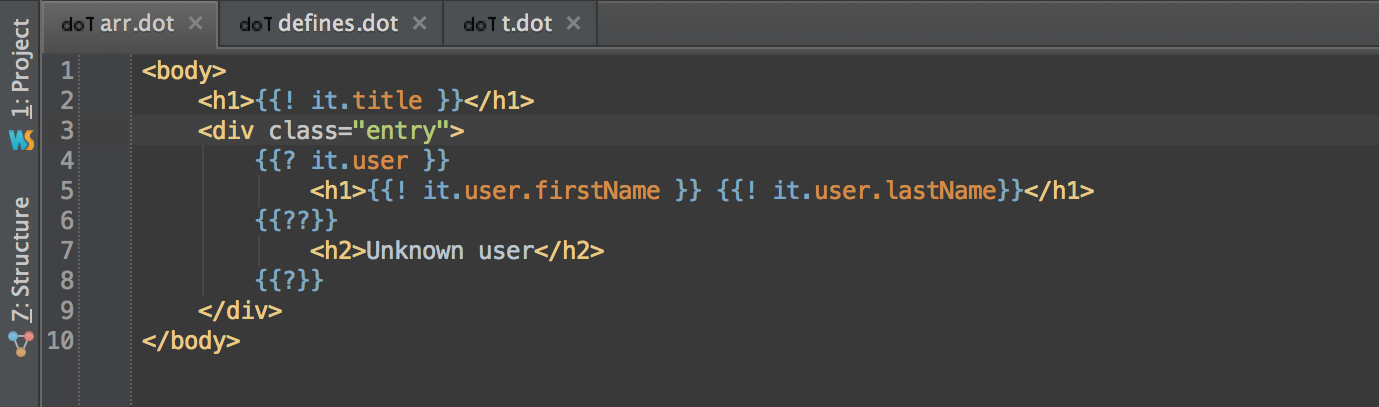 1: Project
7: Structure
doT arr.dot × doT defines.dot × doT t.dot ×
1 <body>
2 <h1>{{! it.title }}</h1>
3 <div class="entry">
4 {{? it.user }}
5 <h1>{{! it.user.firstName }} {{! it.user.lastName}}</h1>
6 {{??}}
7 <h2>Unknown user</h2>
8 {{?}}
9 </div>
10 </body>
WS